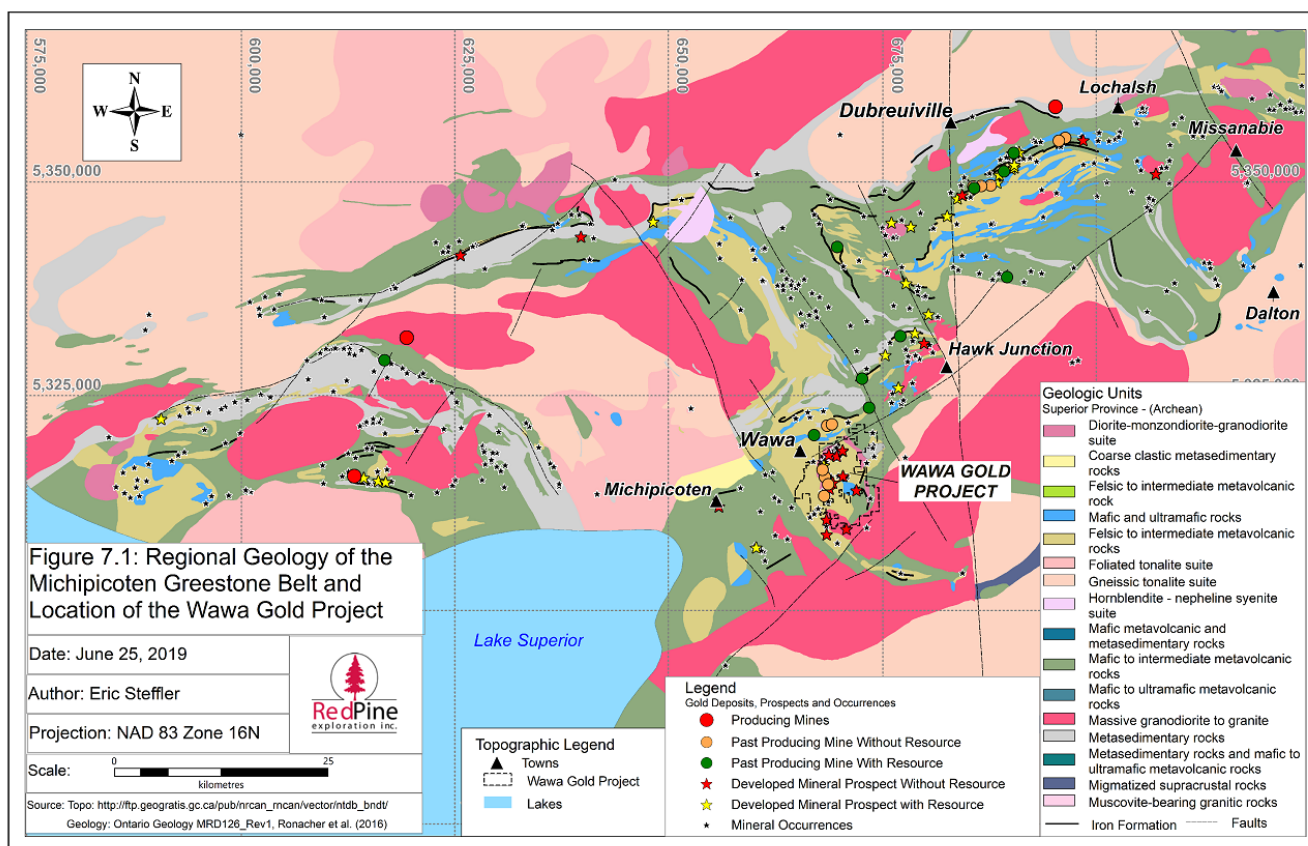 575,000
600,000
625,000
650,000
675,000
N
W
E
S
Lochalsh
Dubreuiville
Missanabie
5,350,000
5,350,000
Dalton
Hawk Junction
5,325,000
Wawa
WAWA GOLD
PROJECT
Michipicoten
Lake Superior
Figure 7.1: Regional Geology of the
Michipicoten Greestone Belt and
Location of the Wawa Gold Project
Date: June 25, 2019
Author: Eric Steffler
Projection: NAD 83 Zone 16N
RedPine
exploration inc.
Scale:
0
25
kilometres
Source: Topo: http://ftp.geogratis.gc.ca/pub/nrcan_rncan/vector/ntdb_bndt/
Geology: Ontario Geology MRD126_Rev1, Ronacher et al. (2016)
Topographic Legend
Towns
Wawa Gold Project
Lakes
Legend
Gold Deposits, Prospects and Occurrences
Producing Mines
Past Producing Mine Without Resource
Past Producing Mine With Resource
Developed Mineral Prospect Without Resource
Developed Mineral Prospect with Resource
Mineral Occurrences
Geologic Units
Superior Province - (Archean)
Diorite-monzondiorite-granodiorite
suite
Coarse clastic metasedimentary
rocks
Felsic to intermediate metavolcanic
rock
Mafic and ultramafic rocks
Felsic to intermediate metavolcanic
rocks
Foliated tonalite suite
Gneissic tonalite suite
Hornblendite - nepheline syenite
suite
Mafic metavolcanic and
metasedimentary rocks
Mafic to intermediate metavolcanic
rocks
Mafic to ultramafic metavolcanic
rocks
Massive granodiorite to granite
Metasedimentary rocks
Metasedimentary rocks and mafic to
ultramafic metavolcanic rocks
Migmatized supracrustal rocks
Muscovite-bearing granitic rocks
Iron Formation
Faults